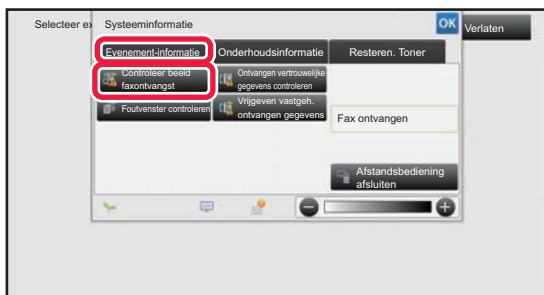 Selecteer ex
Systeeminformatie
OK
Verlaten
Evenement-informatie
Onderhoudsinformatie
Resteren. Toner
Controleer beeld
faxontvangst
Ontvangen vertrouwelijke
gegevens controleren
Foutvenster controleren
Vrijgeven vastgeh.
ontvangen gegevens
Fax ontvangen
Afstandsbediening
afsluiten